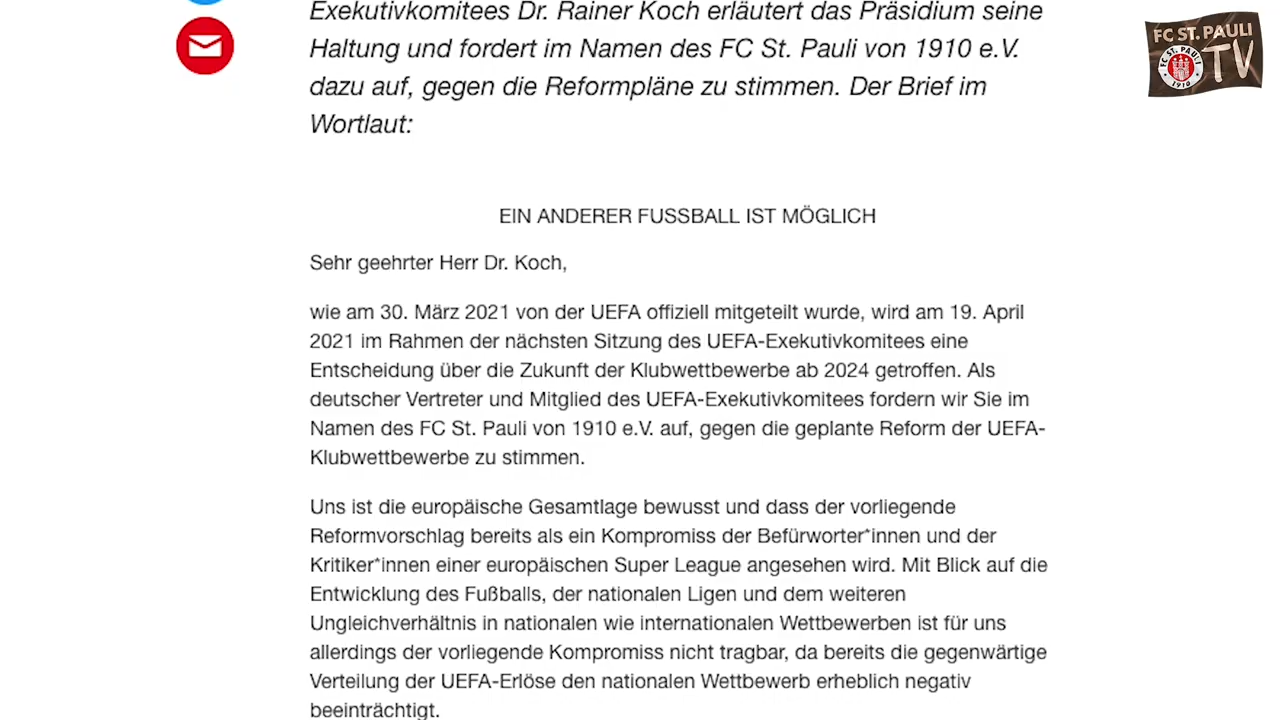 Exekutivkomitees Dr. Rainer Koch erläutert das Präsidium seine
Haltung und fordert im Namen des FC St. Pauli von 1910 e.V.
dazu auf, gegen die Reformpläne zu stimmen. Der Brief im
Wortlaut:
FC ST. PAULI
TV
FC ST. PAULI
1910
EIN ANDERER FUSSBALL IST MÖGLICH
Sehr geehrter Herr Dr. Koch,
wie am 30. März 2021 von der UEFA offiziell mitgeteilt wurde, wird am 19. April
2021 im Rahmen der nächsten Sitzung des UEFA-Exekutivkomitees eine
Entscheidung über die Zukunft der Klubwettbewerbe ab 2024 getroffen. Als
deutscher Vertreter und Mitglied des UEFA-Exekutivkomitees fordern wir Sie im
Namen des FC St. Pauli von 1910 e.V. auf, gegen die geplante Reform der UEFA-
Klubwettbewerbe zu stimmen.
Uns ist die europäische Gesamtlage bewusst und dass der vorliegende
Reformvorschlag bereits als ein Kompromiss der Befürworter*innen und der
Kritiker*innen einer europäischen Super League angesehen wird. Mit Blick auf die
Entwicklung des Fußballs, der nationalen Ligen und dem weiteren
Ungleichverhältnis in nationalen wie internationalen Wettbewerben ist für uns
allerdings der vorliegende Kompromiss nicht tragbar, da bereits die gegenwärtige
Verteilung der UEFA-Erlöse den nationalen Wettbewerb erheblich negativ
beeinträchtigt.